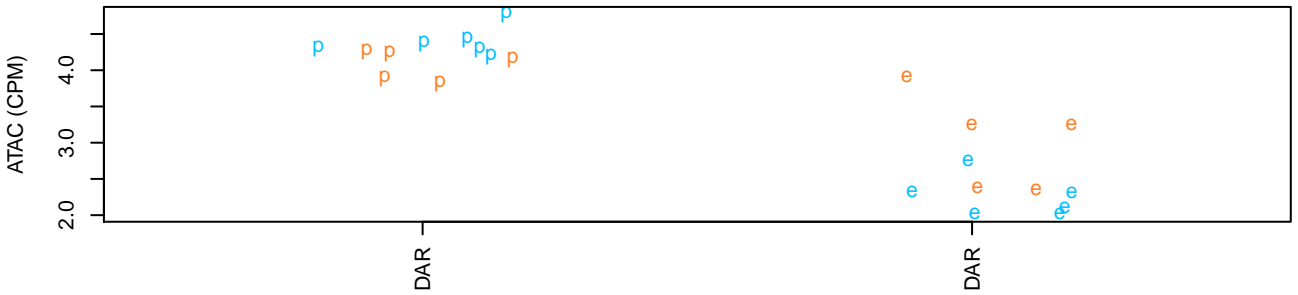 ATAC (CPM)
4.0
3.0
2.0
p p p p p p p p p p p
e e e e e e e e e e e
DAR DAR